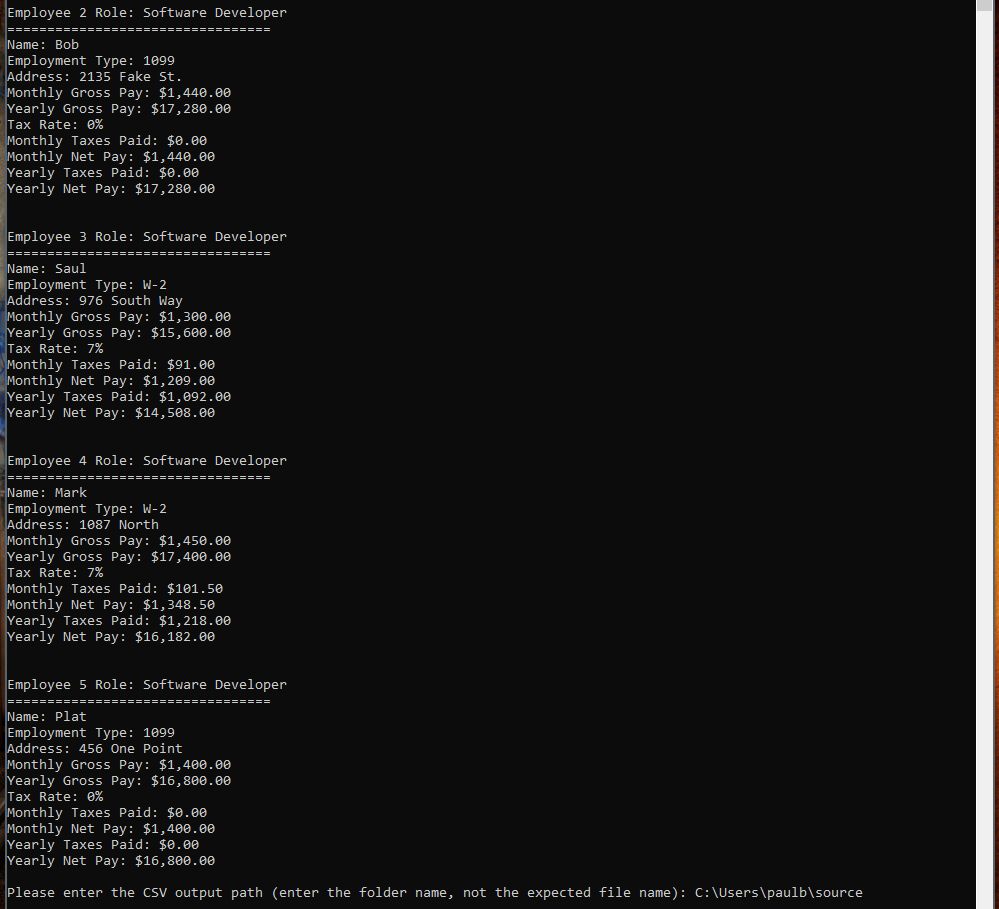 Employee 2 Role: Software Developer
=================================
Name: Bob
Employment Type: 1099
Address: 2135 Fake St.
Monthly Gross Pay: $1,440.00
Yearly Gross Pay: $17,280.00
Tax Rate: 0%
Monthly Taxes Paid: $0.00
Monthly Net Pay: $1,440.00
Yearly Taxes Paid: $0.00
Yearly Net Pay: $17,280.00
Employee 3 Role: Software Developer
=================================
Name: Saul
Employment Type: W-2
Address: 976 South Way
Monthly Gross Pay: $1,300.00
Yearly Gross Pay: $15,600.00
Tax Rate: 7%
Monthly Taxes Paid: $91.00
Monthly Net Pay: $1,209.00
Yearly Taxes Paid: $1,092.00
Yearly Net Pay: $14,508.00
Employee 4 Role: Software Developer
=================================
Name: Mark
Employment Type: W-2
Address: 1087 North
Monthly Gross Pay: $1,450.00
Yearly Gross Pay: $17,400.00
Tax Rate: 7%
Monthly Taxes Paid: $101.50
Monthly Net Pay: $1,348.50
Yearly Taxes Paid: $1,218.00
Yearly Net Pay: $16,182.00
Employee 5 Role: Software Developer
=================================
Name: Plat
Employment Type: 1099
Address: 456 One Point
Monthly Gross Pay: $1,400.00
Yearly Gross Pay: $16,800.00
Tax Rate: 0%
Monthly Taxes Paid: $0.00
Monthly Net Pay: $1,400.00
Yearly Taxes Paid: $0.00
Yearly Net Pay: $16,800.00
Please enter the CSV output path (enter the folder name, not the expected file name): C:\Users\paulb\source